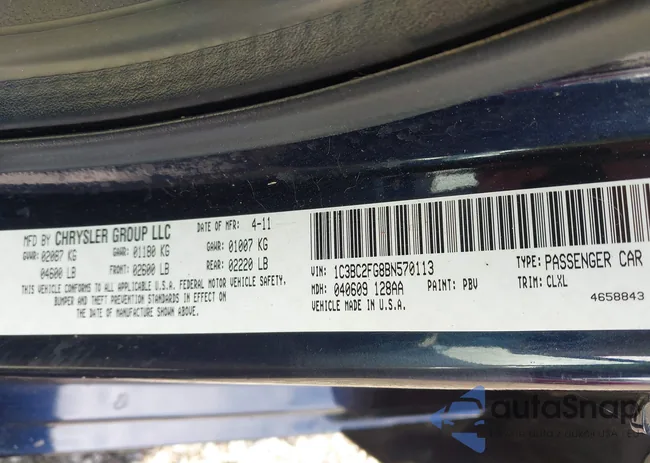 MFD BY CHRYSLER GROUP LLC DATE OF MFR: 4-11
GVWR: 02087 KG GAWR: 01180 KG GAWR: 01007 KG
04600 LB FRONT: 02600 LB REAR: 02220 LB
THIS VEHICLE CONFORMS TO ALL APPLICABLE U.S.A. FEDERAL MOTOR VEHICLE SAFETY,
BUMPER AND THEFT PREVENTION STANDARDS IN EFFECT ON
THE DATE OF MANUFACTURE SHOWN ABOVE.
VIN: 1C3BC2FG8BN570113 TYPE: PASSENGER CAR
MDH: 040609 128AA PAINT: PBV TRIM: CLXL
VEHICLE MADE IN U.S.A. 4658843
autaSnap